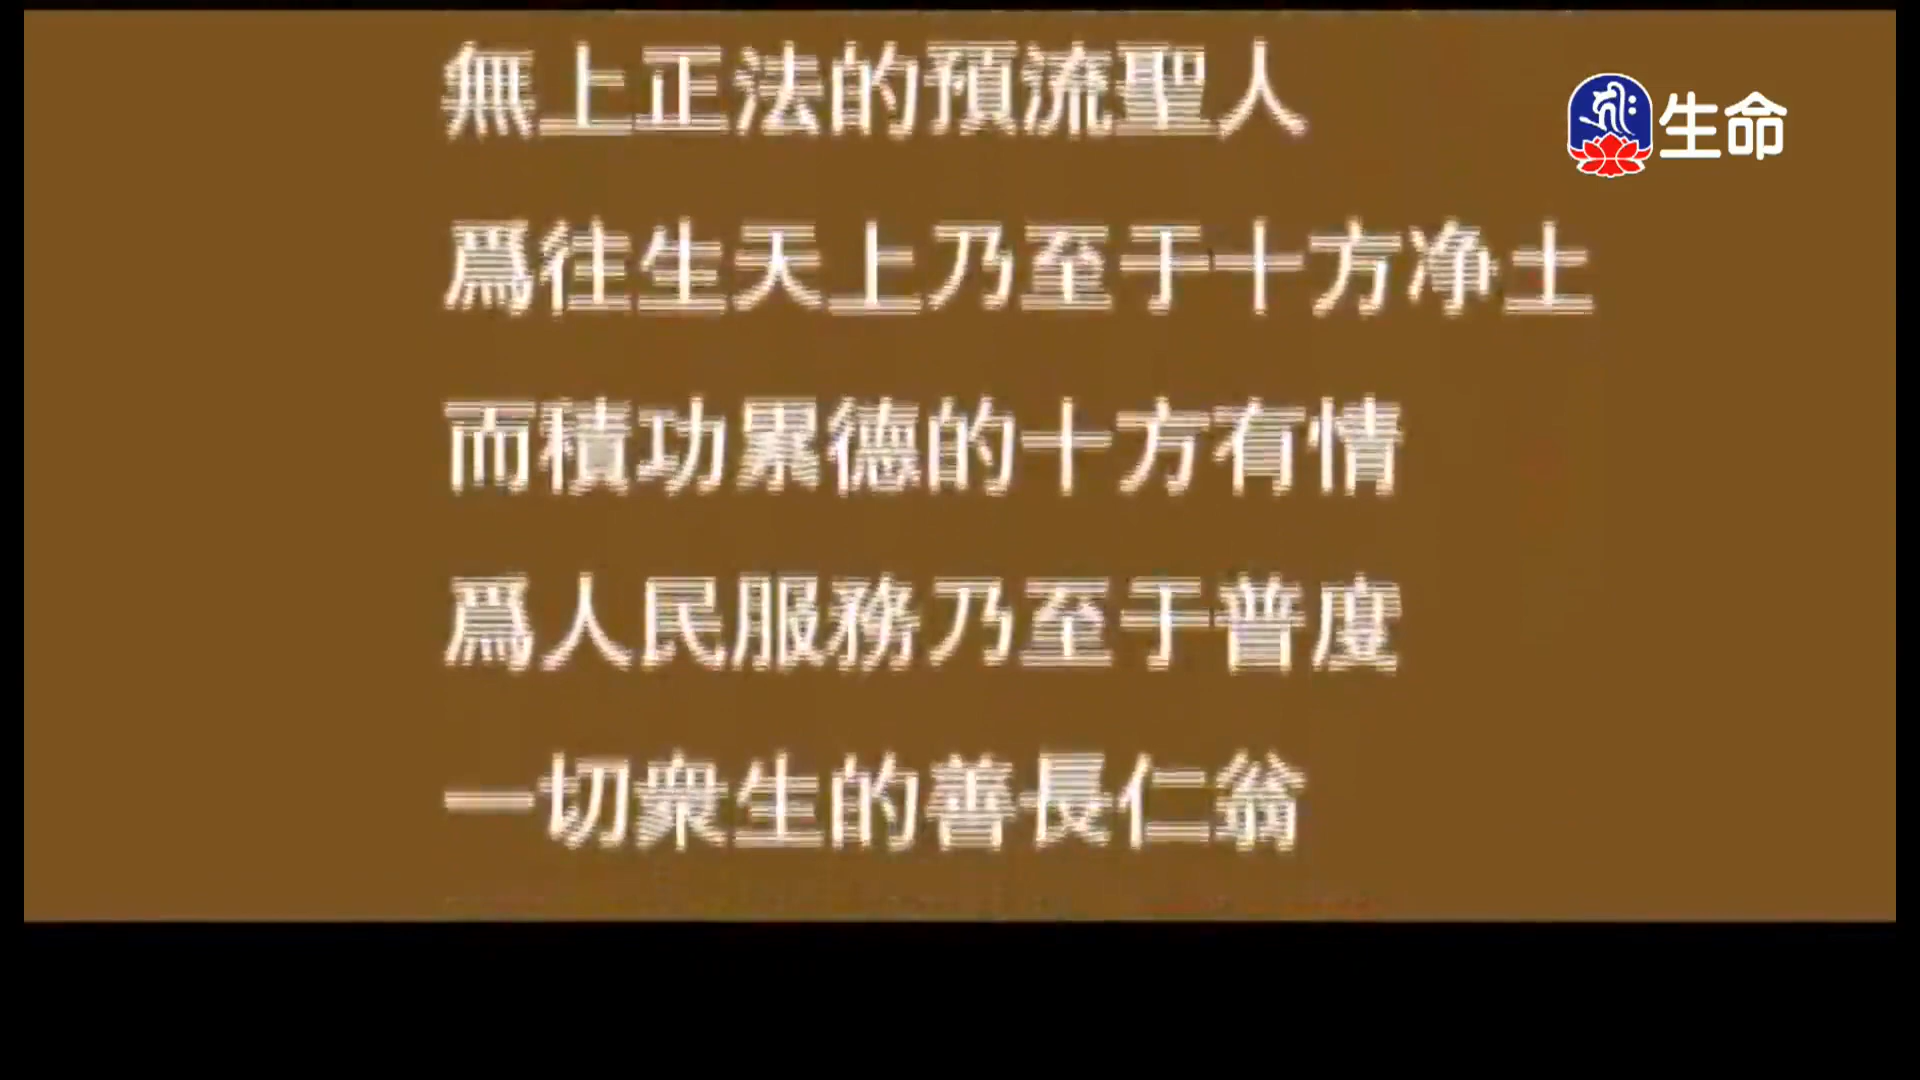 無上正法的預流聖人
生命
爲往生天上乃至于十方净土
而積功累德的十方有情
爲人民服務乃至于普度
一切衆生的善長仁翁